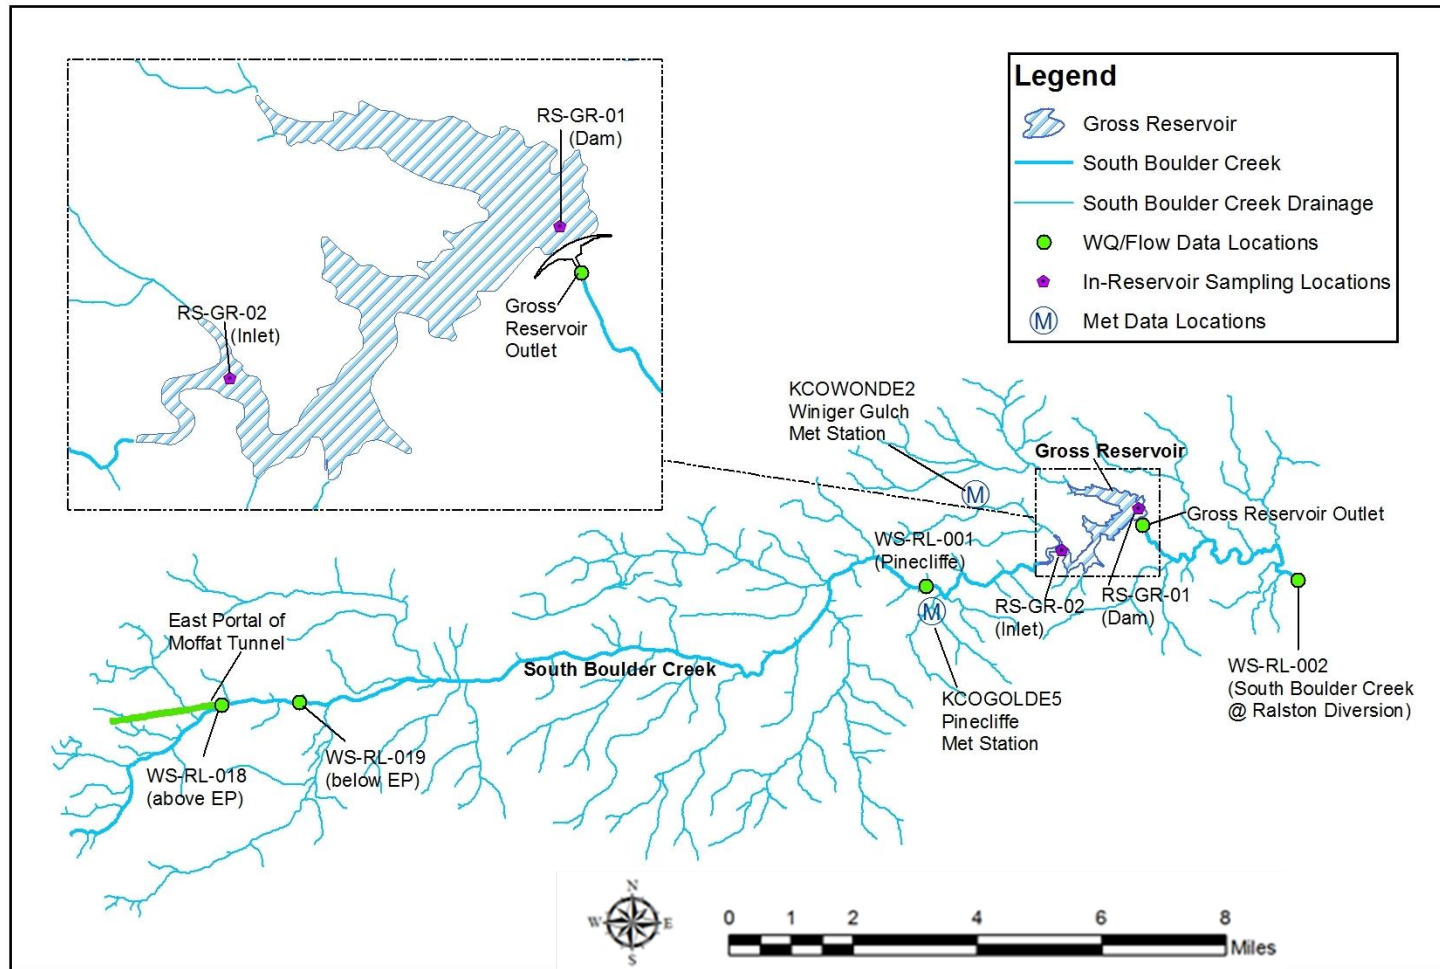 RS-GR-01
(Dam)
RS-GR-02
(Inlet)
Gross
Reservoir
Outlet
Legend
Gross Reservoir
South Boulder Creek
South Boulder Creek Drainage
WQ/Flow Data Locations
In-Reservoir Sampling Locations
M
Met Data Locations
KCOWONDE2
Winiger Gulch
Met Station
M
Gross Reservoir
Gross Reservoir Outlet
WS-RL-001
(Pinecliffe)
M
RS-GR-02
(Inlet)
RS-GR-01
(Dam)
WS-RL-002
(South Boulder Creek
@ Ralston Diversion)
KCOGOLDE5
Pinecliffe
Met Station
East Portal of
Moffat Tunnel
South Boulder Creek
WS-RL-018
(above EP)
WS-RL-019
(below EP)
N
W
E
S
0 1 2 4 6 8
Miles